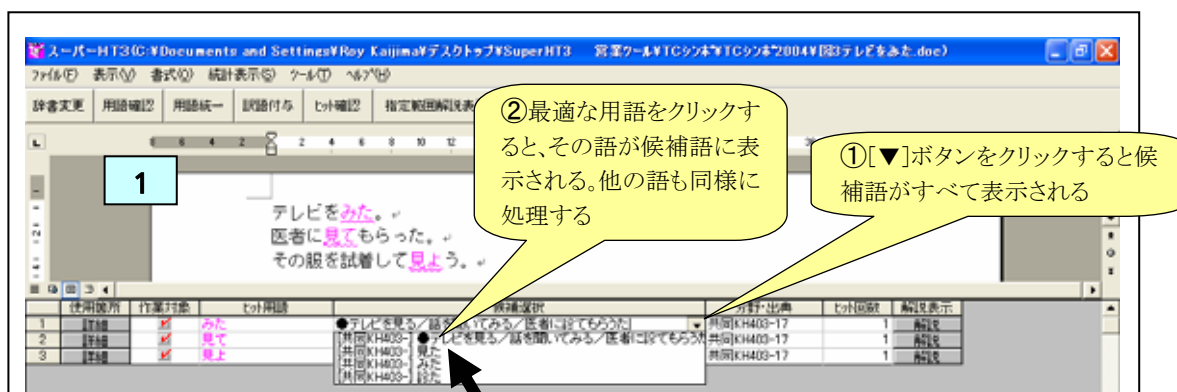 スーパーHT3(C:¥Documents and Settings¥Roy Kaijima¥デスクトップ¥SuperHT3 営業ツール¥TCシンポ¥TCシンポ2004¥図3テレビをみた.doc)
ファイル(F) 表示(V) 書式(O) 統計表示(S) ツール(T) ヘルプ(H)
辞書変更 用語確認 用語統一 訳語付与 ヒット確認 指定範囲解説表
②最適な用語をクリックす
ると、その語が候補語に表
示される。他の語も同様に
処理する
①[▼]ボタンをクリックすると候
補語がすべて表示される
1
テレビをみた。
医者に見てもらった。
その服を試着して見よう。
使用箇所 作業対象 ヒット用語 候補選択 分野・出典 ヒット回数 解説表示
1 詳細 みた ●テレビを見る/話を聞いてみる/医者に診てもらうた 共同KH403-17 1 解説
2 詳細 見て [共同KH403-] ●テレビを見る/話を聞いてみる/医者に診てもらうた 共同KH403-17 1 解説
3 詳細 見よ [共同KH403-] 見た 共同KH403-17 1 解説
[共同KH403-] みた
[共同KH403-] 診た